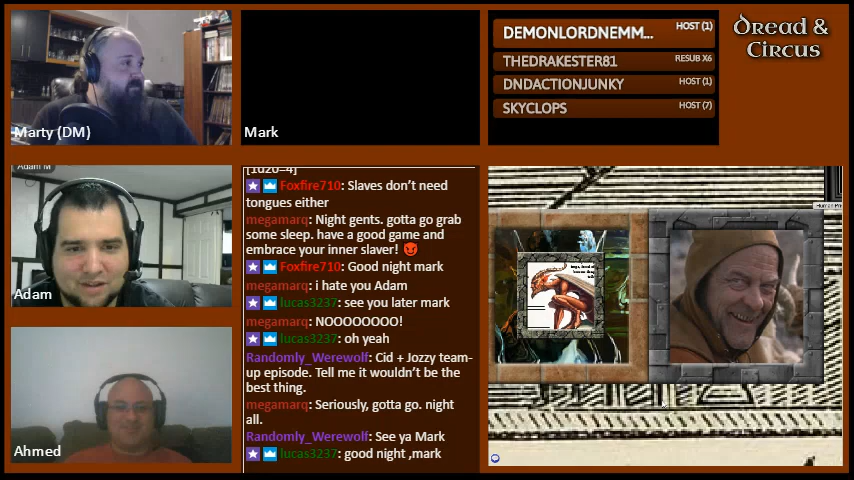 DREAD &
CIRCUS
DEMONLORDNEMM... HOST (1)
THEDRAKESTER81 RESUB X6
DNDACTIONJUNKY HOST (1)
SKYCLOPS HOST (7)
Marty (DM)
Mark
Adam M
Adam
Ahmed
[1d20=4]
Foxfire710: Slaves don't need
tongues either
megamarq: Night gents. gotta go grab
some sleep. have a good game and
embrace your inner slaver!
Foxfire710: Good night mark
megamarq: i hate you Adam
lucas3237: see you later mark
megamarq: NOOOOOOOO!
lucas3237: oh yeah
Randomly_Werewolf: Cid + Jozzy team-
up episode. Tell me it wouldn't be the
best thing.
megamarq: Seriously, gotta go. night
all.
Randomly_Werewolf: See ya Mark
lucas3237: good night ,mark